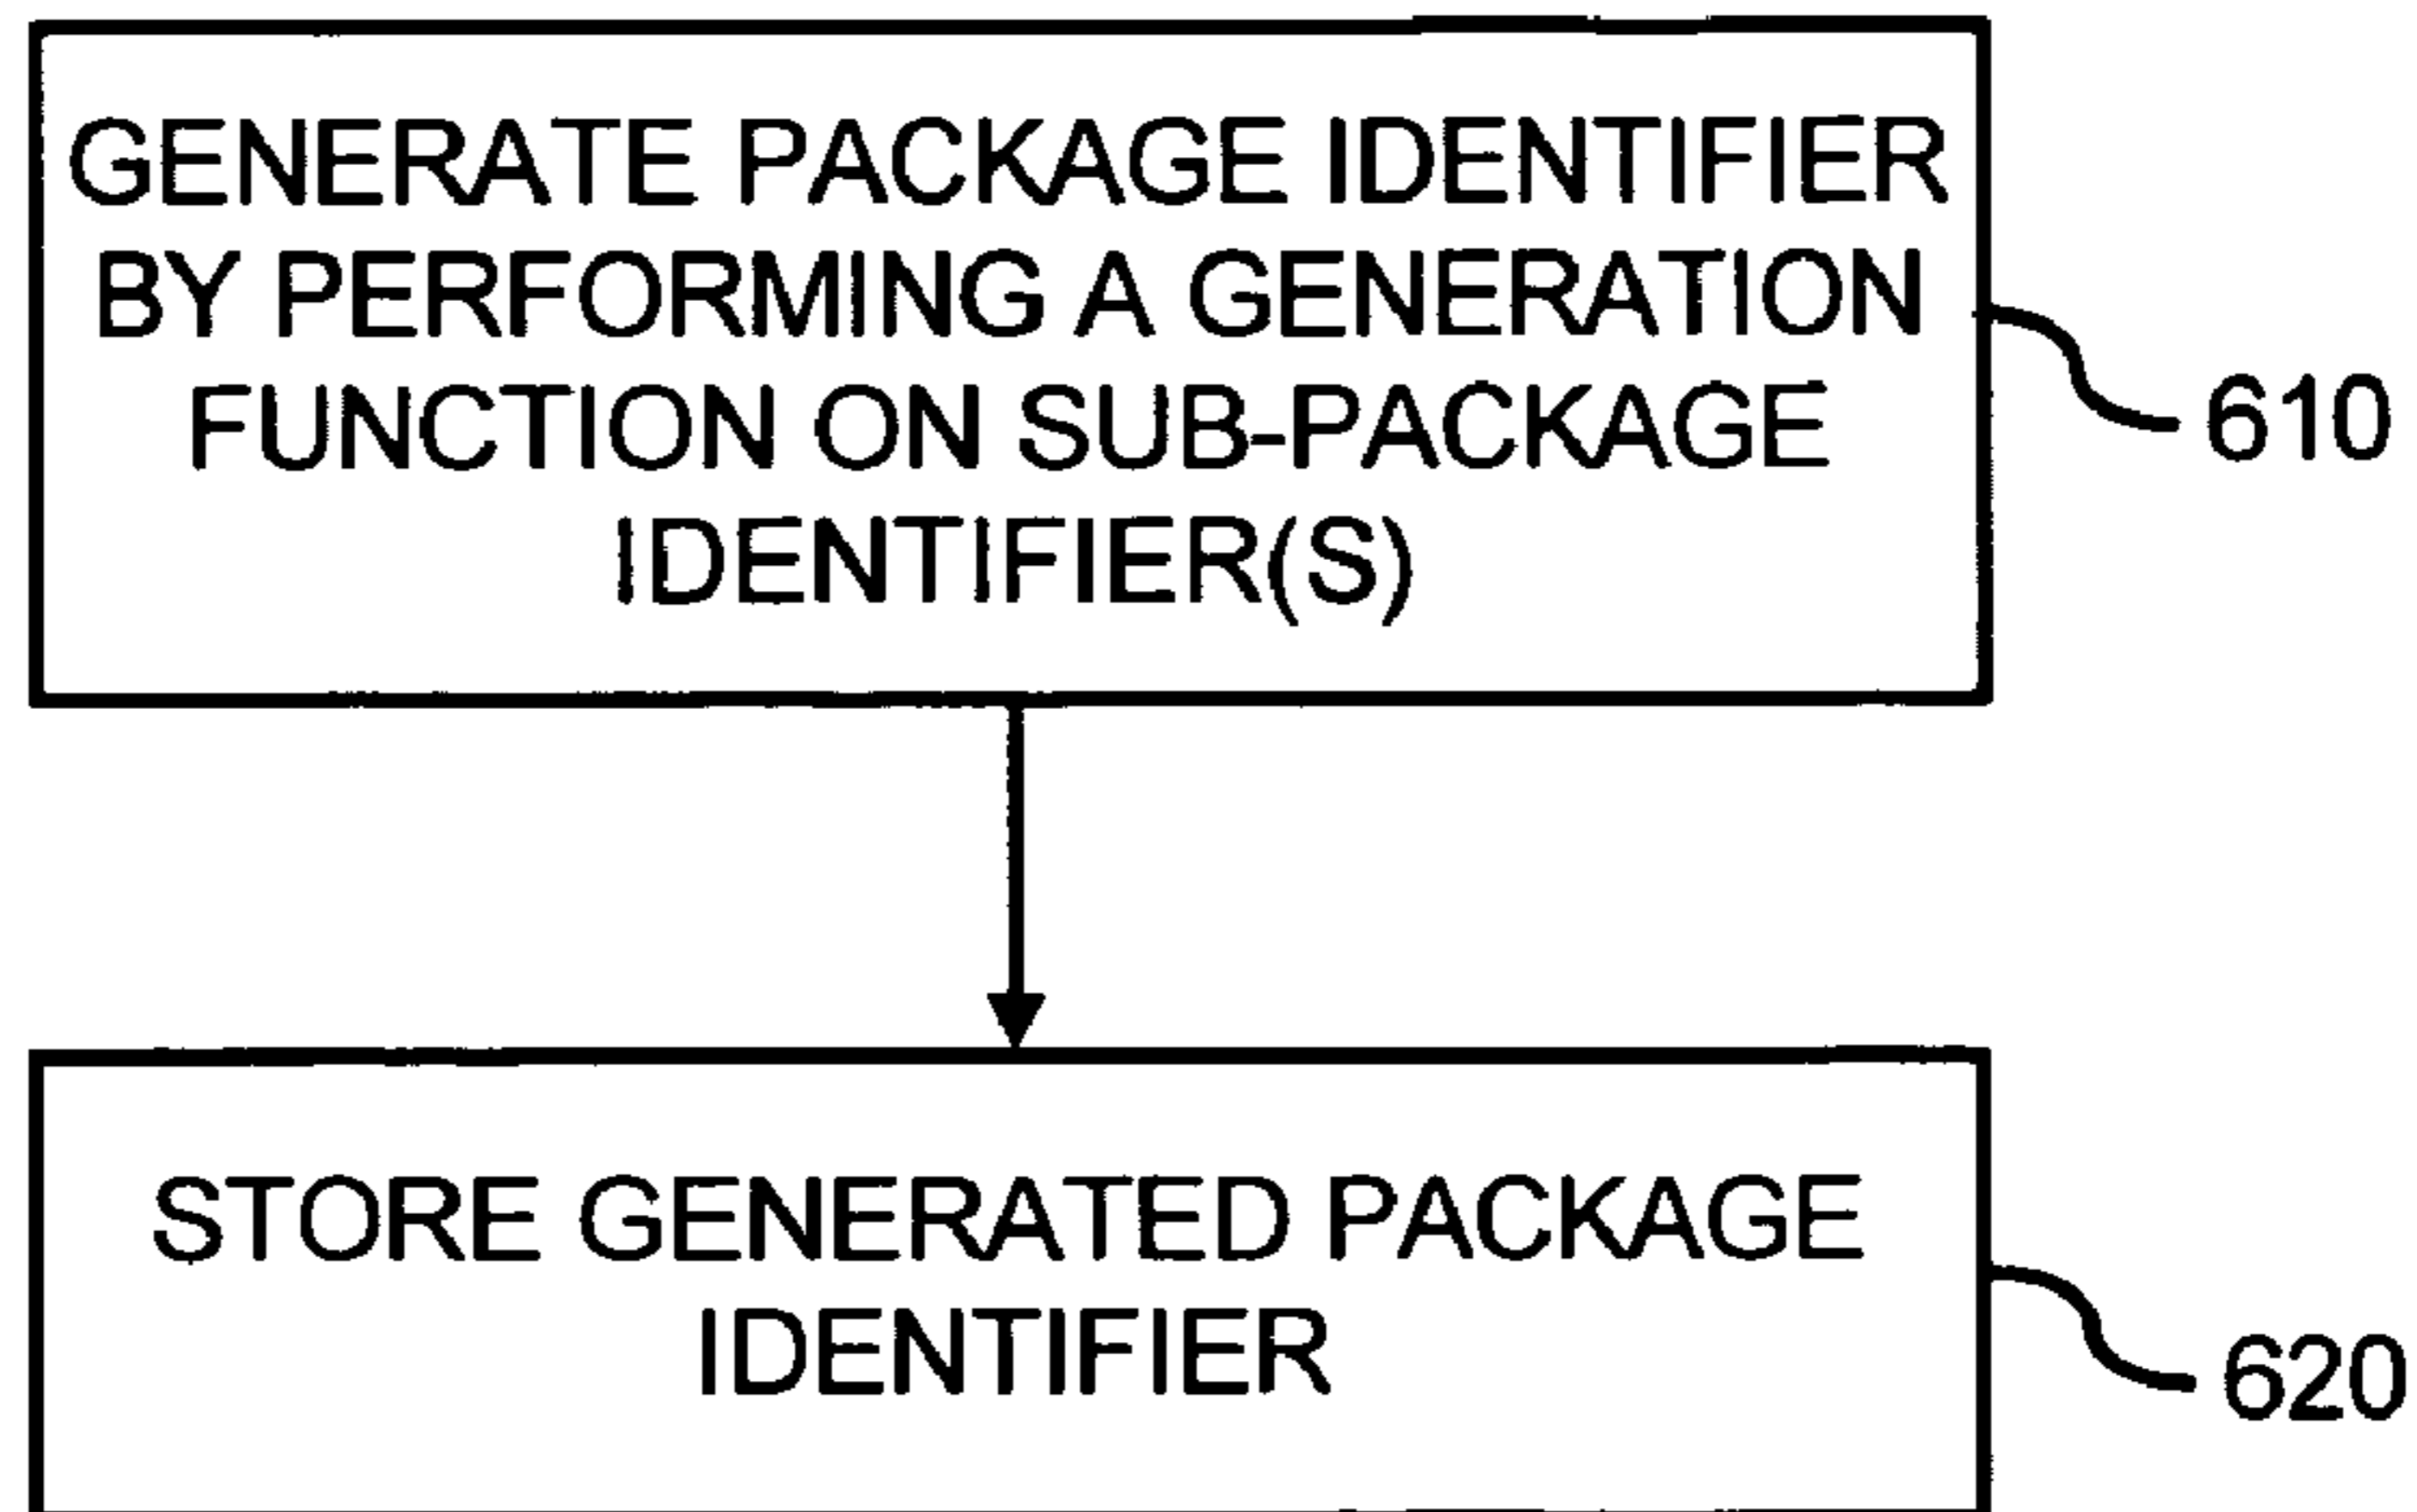 GENERATE PACKAGE IDENTIFIER
BY PERFORMING A GENERATION
FUNCTION ON SUB-PACKAGE
IDENTIFIER(S)
610
STORE GENERATED PACKAGE
IDENTIFIER
620